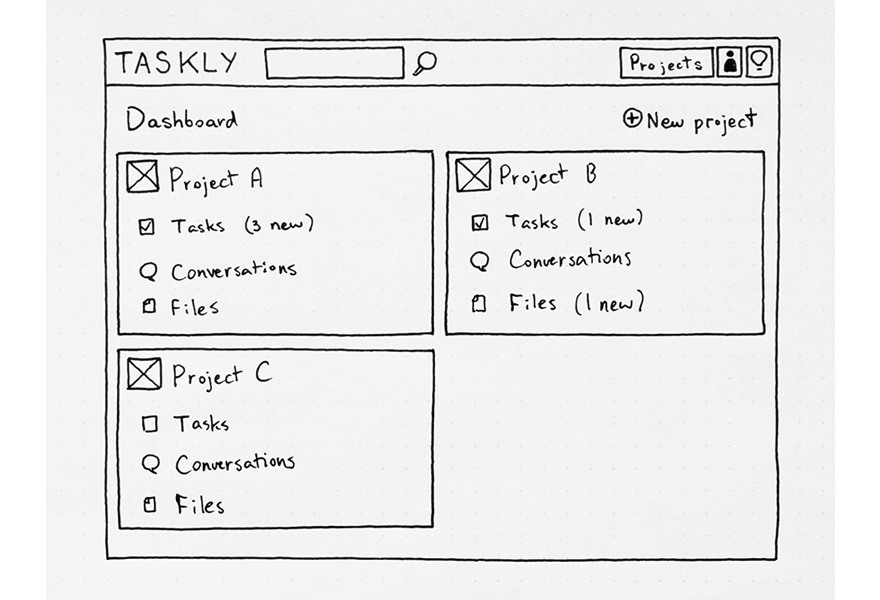 TASKLY
Projects
Dashboard
New project
Project A
Tasks (3 new)
Conversations
Files
Project B
Tasks (1 new)
Conversations
Files (1 new)
Project C
Tasks
Conversations
Files